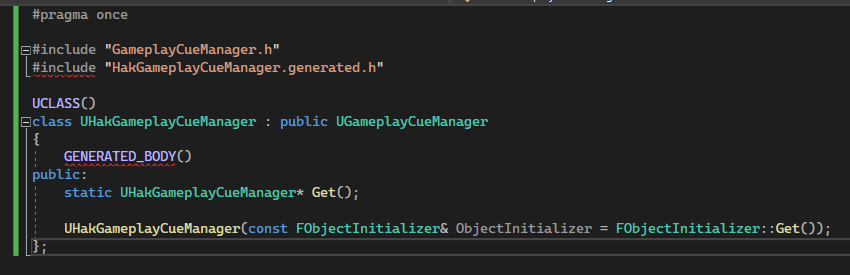 #pragma once
#include "GameplayCueManager.h"
#include "HakGameplayCueManager.generated.h"
UCLASS()
class UHakGameplayCueManager : public UGameplayCueManager
{
GENERATED_BODY()
public:
static UHakGameplayCueManager* Get();
UHakGameplayCueManager(const FObjectInitializer& ObjectInitializer = FObjectInitializer::Get());
};